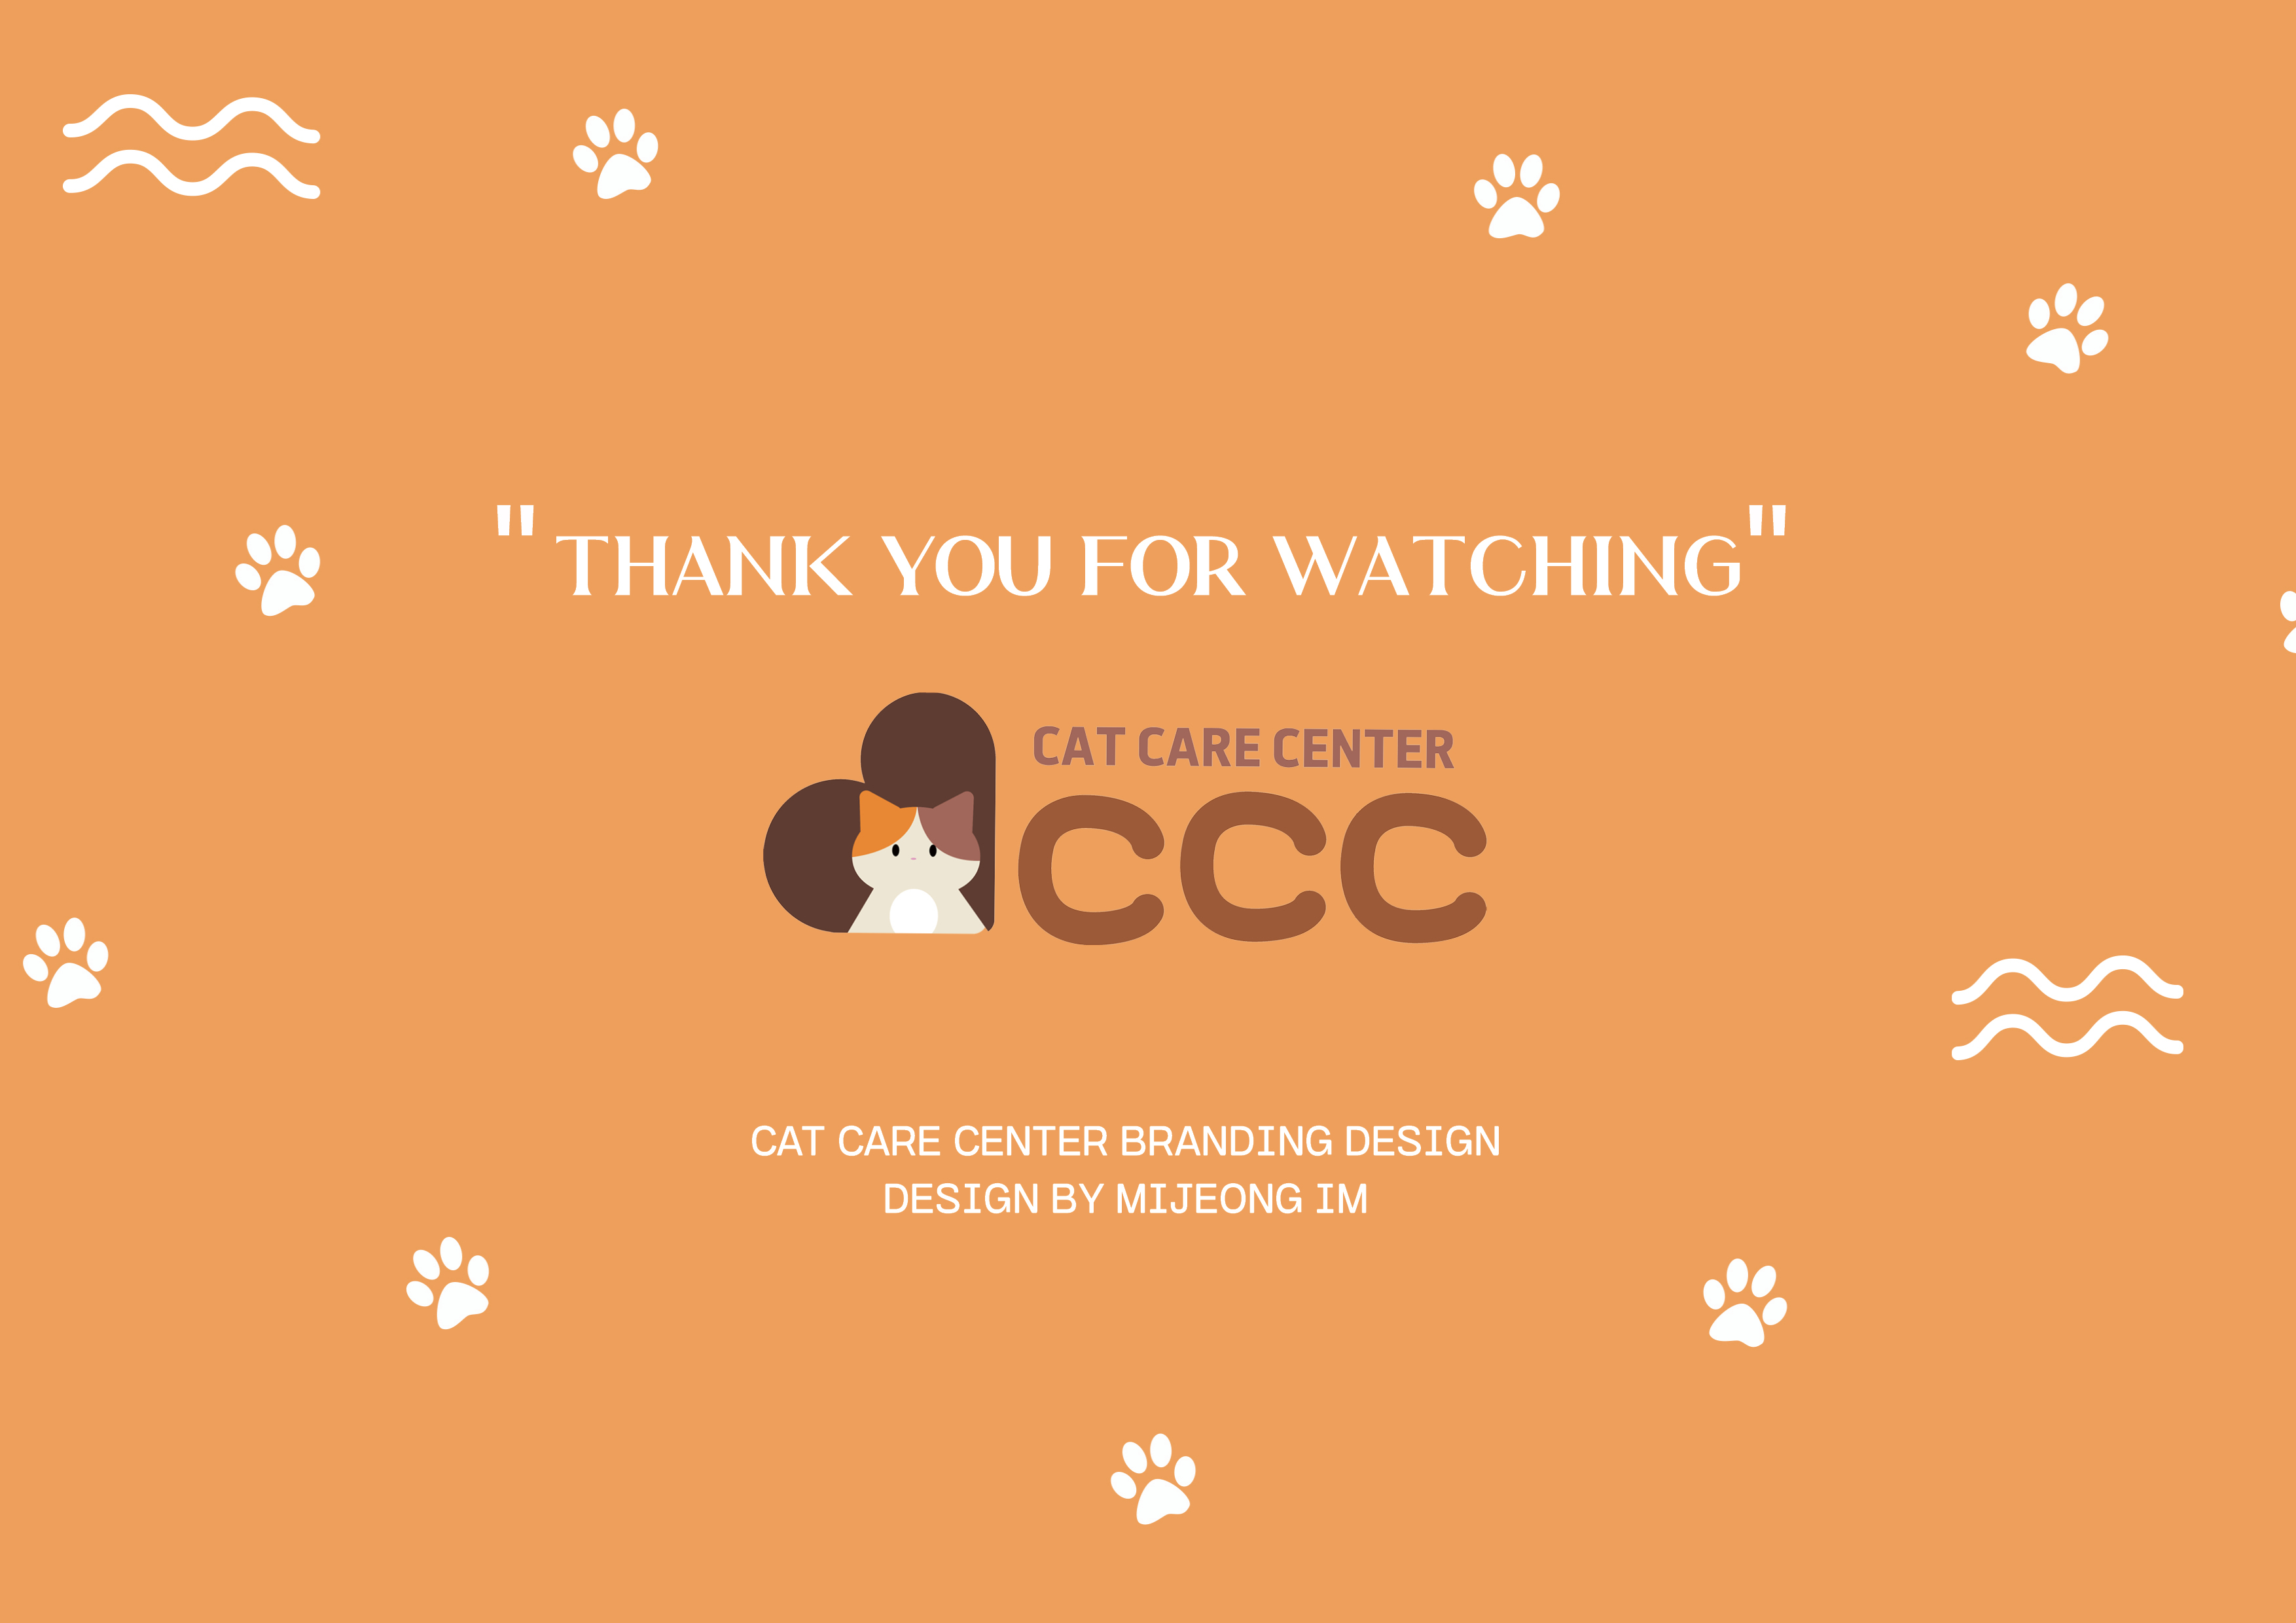 "THANK YOU FOR WATCHING"
CAT CARE CENTER
CCC
CAT CARE CENTER BRANDING DESIGN
DESIGN BY MIJEONG IM